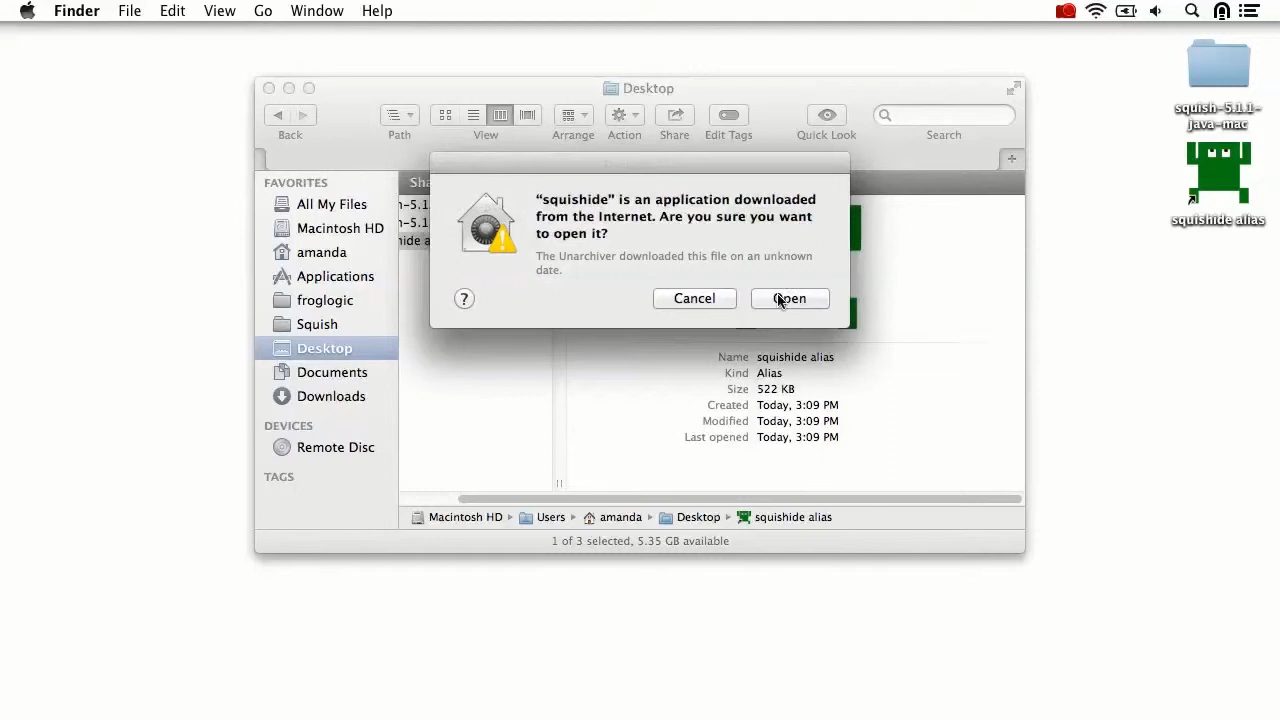 Finder File Edit View Go Window Help
squish-5.1.1-
java-mac
squishide alias
Desktop
Back Path View Arrange Action Share Edit Tags Quick Look Search
FAVORITES
All My Files
Macintosh HD
amanda
Applications
froglogic
Squish
Desktop
Documents
Downloads
DEVICES
Remote Disc
TAGS
“squishide” is an application downloaded
from the Internet. Are you sure you want
to open it?
The Unarchiver downloaded this file on an unknown
date.
? Cancel Open
Name squishide alias
Kind Alias
Size 522 KB
Created Today, 3:09 PM
Modified Today, 3:09 PM
Last opened Today, 3:09 PM
Macintosh HD Users amanda Desktop squishide alias
1 of 3 selected, 5.35 GB available